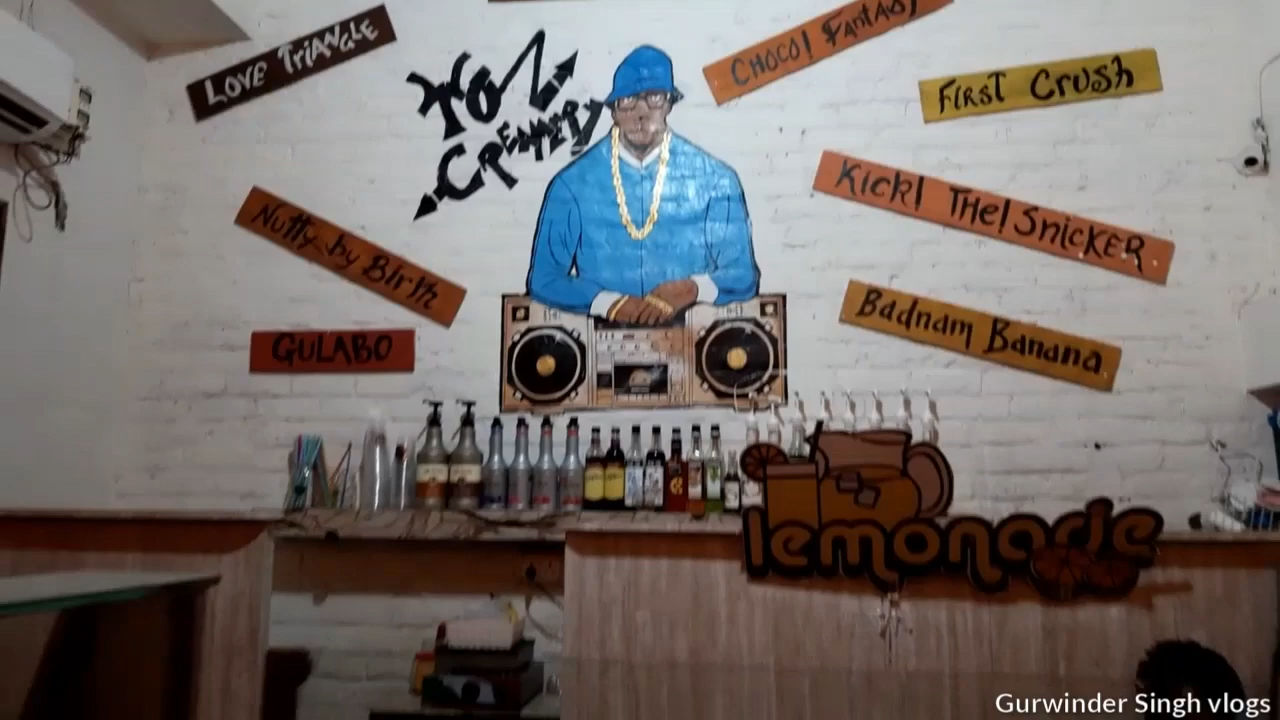 LOVE TRIANGLE
YOZ
CREAMERY
CHOCO! FANTASY
FIRST CRUSH
KICK! THE! SNICKER.
Nutty by BIrth
Badnam Banana.
GULABO
lemonade
Gurwinder Singh vlogs